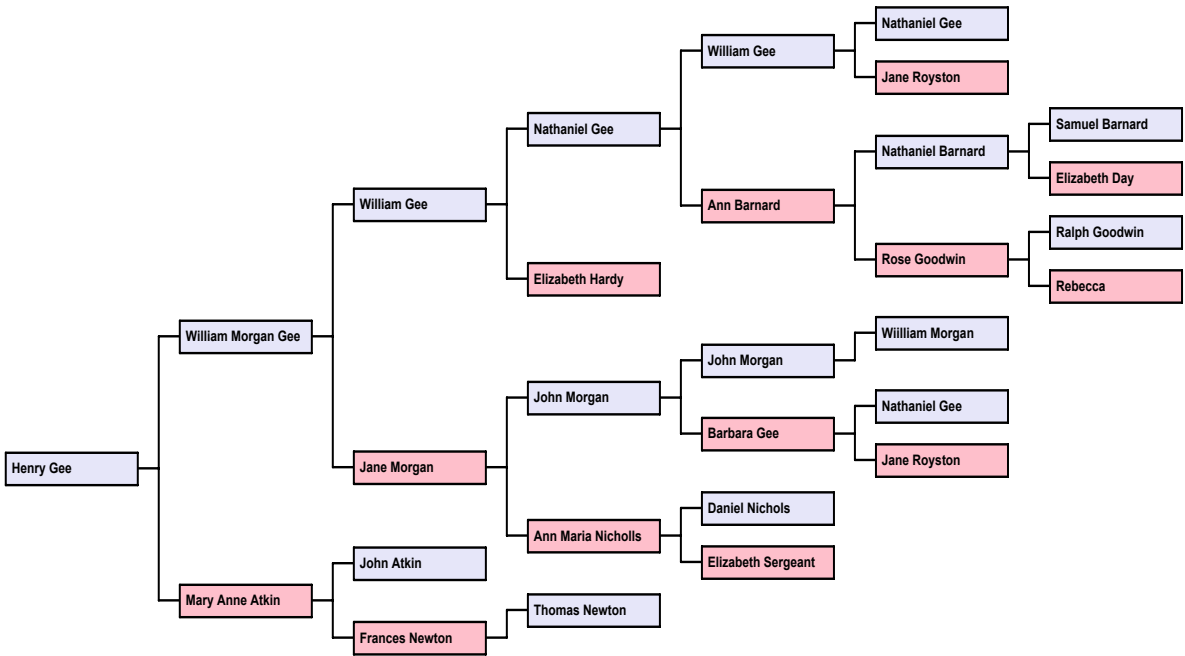 Nathaniel Gee
William Gee
Jane Royston
Nathaniel Gee
Samuel Barnard
Nathaniel Barnard
Elizabeth Day
William Gee
Ann Barnard
Ralph Goodwin
Rose Goodwin
Elizabeth Hardy
Rebecca
William Morgan Gee
Wiilliam Morgan
John Morgan
John Morgan
Nathaniel Gee
Barbara Gee
Henry Gee
Jane Morgan
Jane Royston
Daniel Nichols
Ann Maria Nicholls
John Atkin
Elizabeth Sergeant
Mary Anne Atkin
Thomas Newton
Frances Newton